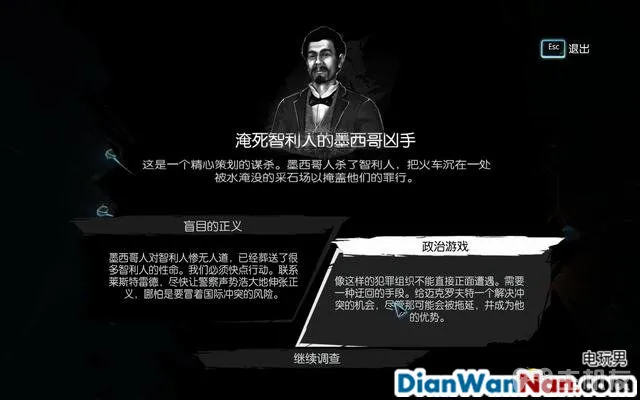 Esc 退出
淹死智利人的墨西哥凶手
这是一个精心策划的谋杀。墨西哥人杀了智利人，把火车沉在一处
被水淹没的采石场以掩盖他们的罪行。
盲目的正义
墨西哥人对智利人惨无人道，已经葬送了很
多智利人的性命。我们必须快点行动。联系
莱斯特雷德，尽快让警察声势浩大地伸张正
义，哪怕是要冒着国际冲突的风险。
政治游戏
像这样的犯罪组织不能直接正面遭遇。需要
一种迂回的手段。给迈克罗夫特一个解决冲
突的机会，尽管那可能会被拖延，并成为他
的优势。
继续调查
电玩男
DianWanNan.com